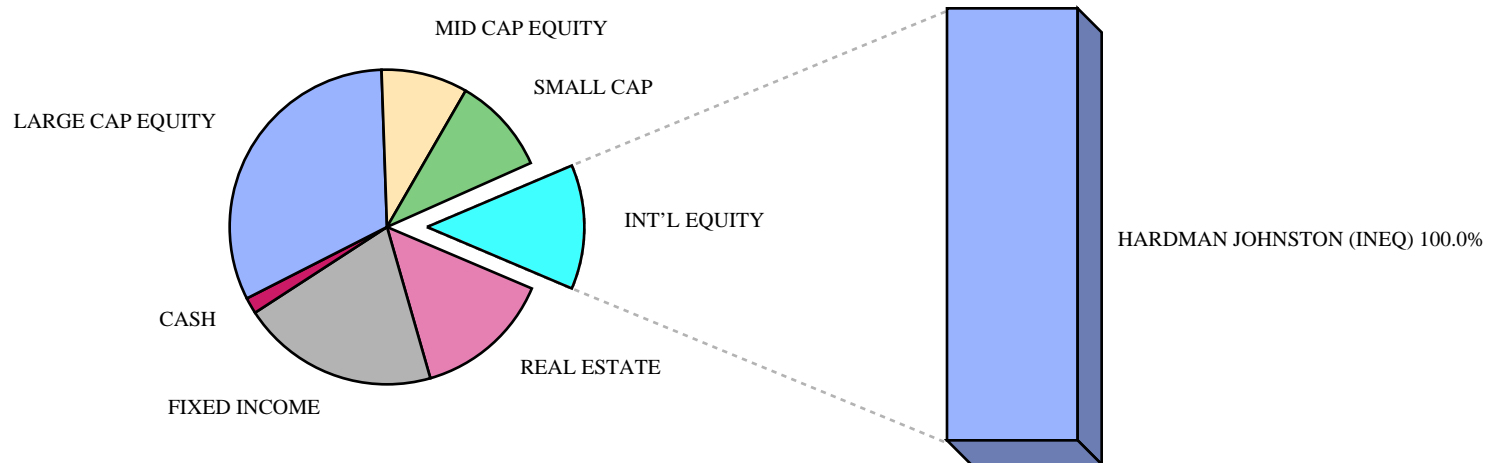 MID CAP EQUITY
SMALL CAP
LARGE CAP EQUITY
INT’L EQUITY
HARDMAN JOHNSTON (INEQ) 100.0%
CASH
REAL ESTATE
FIXED INCOME